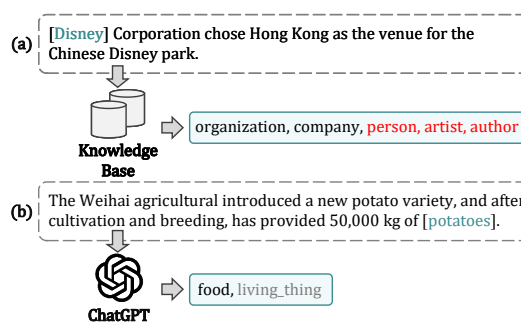 (a)
[Disney] Corporation chose Hong Kong as the venue for the
Chinese Disney park.
Knowledge
Base
organization, company, person, artist, author
(b)
The Weihai agricultural introduced a new potato variety, and after
cultivation and breeding, has provided 50,000 kg of [potatoes].
ChatGPT
food, living_thing